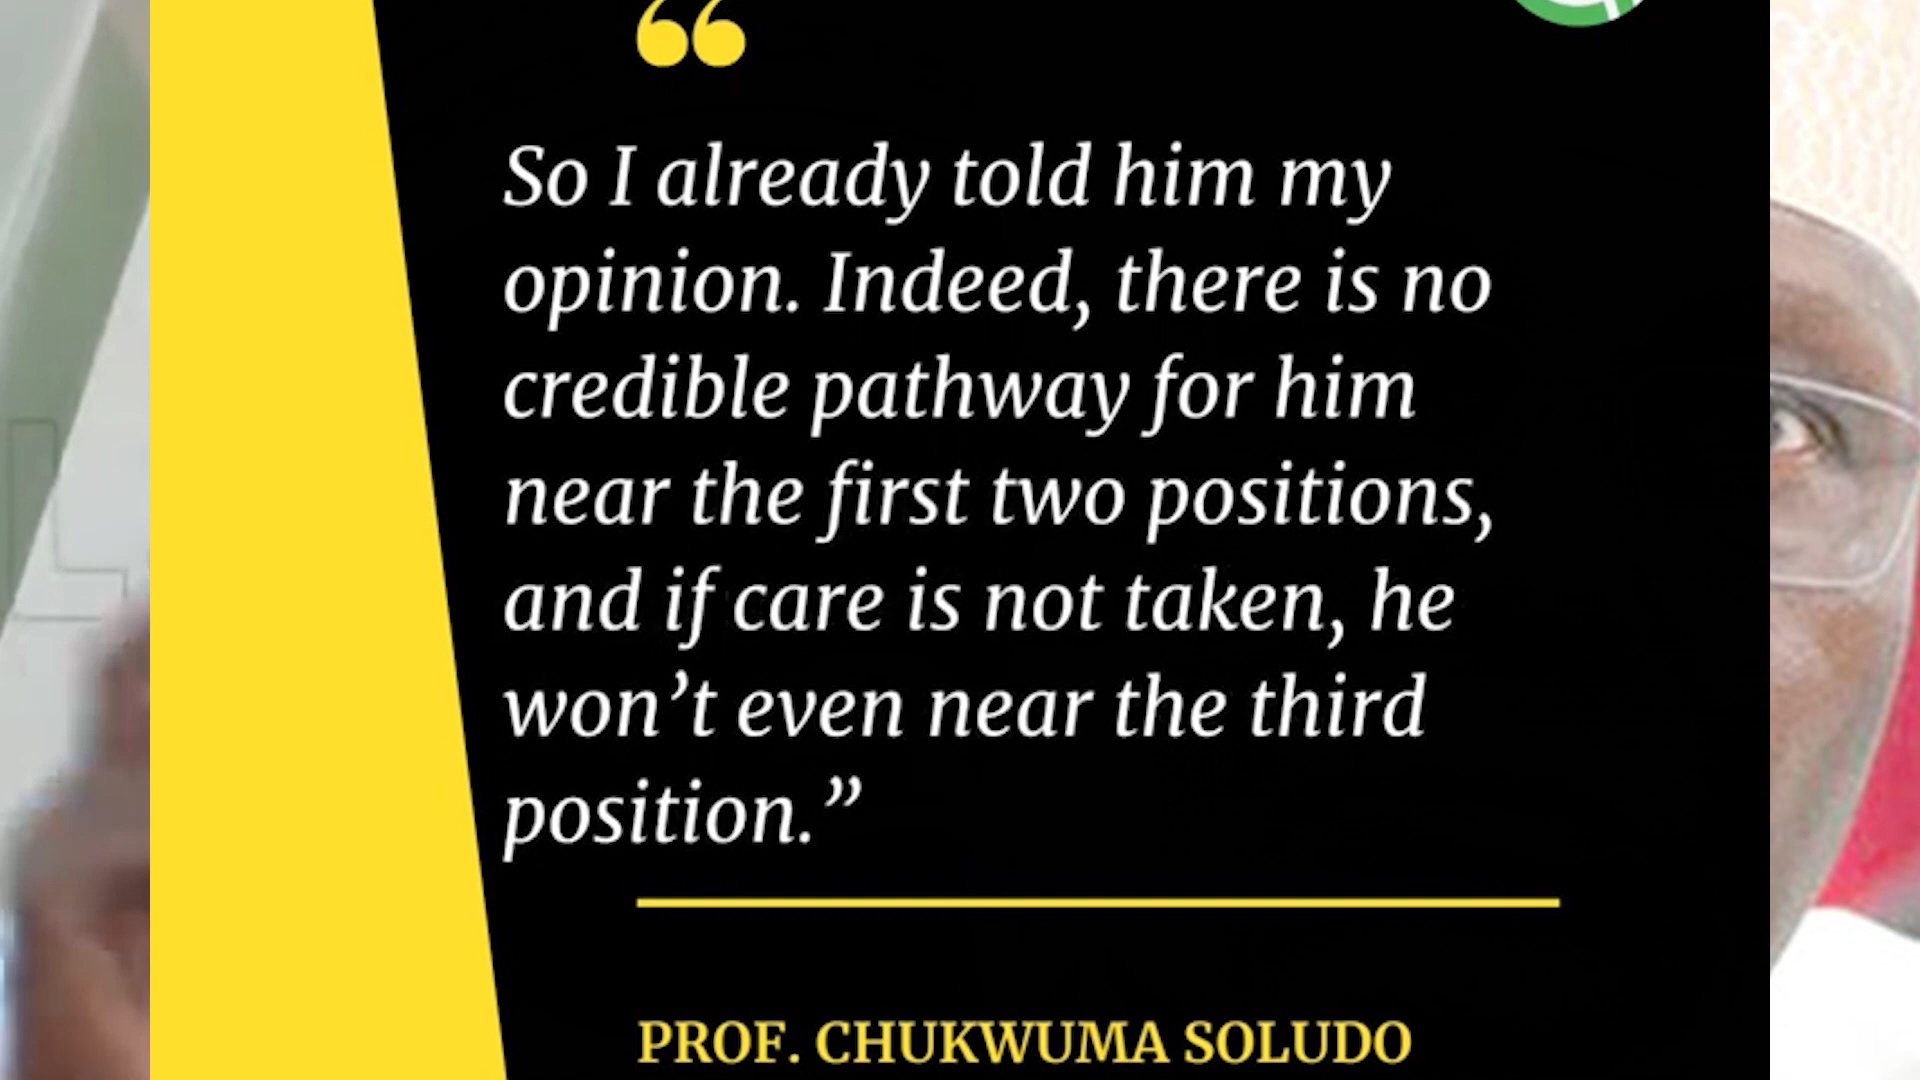 “
So I already told him my
opinion. Indeed, there is no
credible pathway for him
near the first two positions,
and if care is not taken, he
won’t even near the third
position.”
PROF. CHUKWUMA SOLUDO